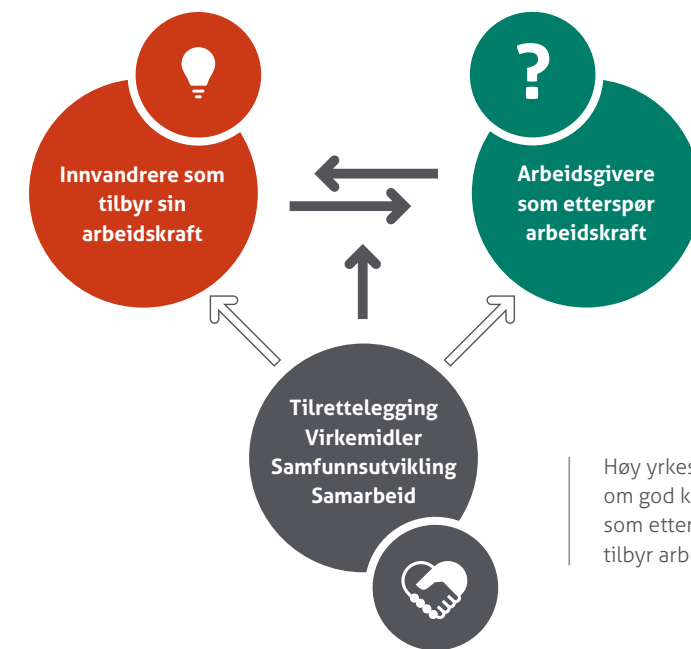 ?
Innvandrere som
tilbyr sin
arbeidskraft
Arbeidsgivere
som etterspør
arbeidskraft
Tilrettelegging
Virkemidler
Samfunnsutvikling
Samarbeid
Høy yrkes
om god k
som etter
tilbyr arb